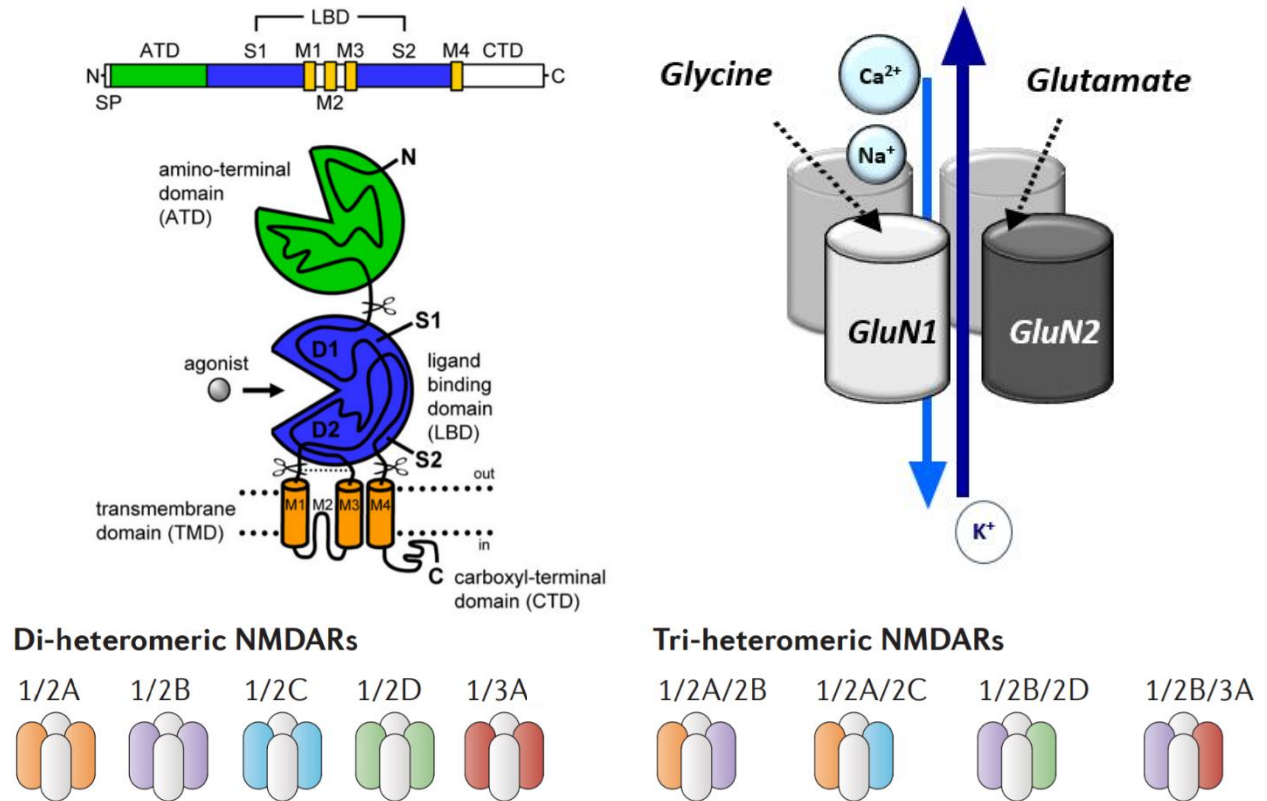 LBD
ATD S1 M1 M3 S2 M4 CTD
N C
SP M2
amino-terminal
domain
(ATD)
N
S1
D1
agonist
ligand
binding
domain
(LBD)
D2
S2
out
transmembrane
domain (TMD)
M1 M2 M3 M4
in
C carboxyl-terminal
domain (CTD)
Glycine
Ca²⁺
Glutamate
Na⁺
GluN1
GluN2
K⁺
Di-heteromeric NMDARs
1/2A 1/2B 1/2C 1/2D 1/3A
Tri-heteromeric NMDARs
1/2A/2B 1/2A/2C 1/2B/2D 1/2B/3A